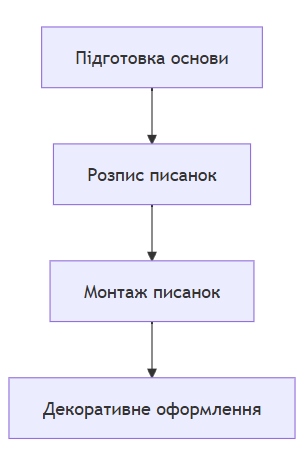 Підготовка основи
Розпис писанок
Монтаж писанок
Декоративне оформлення